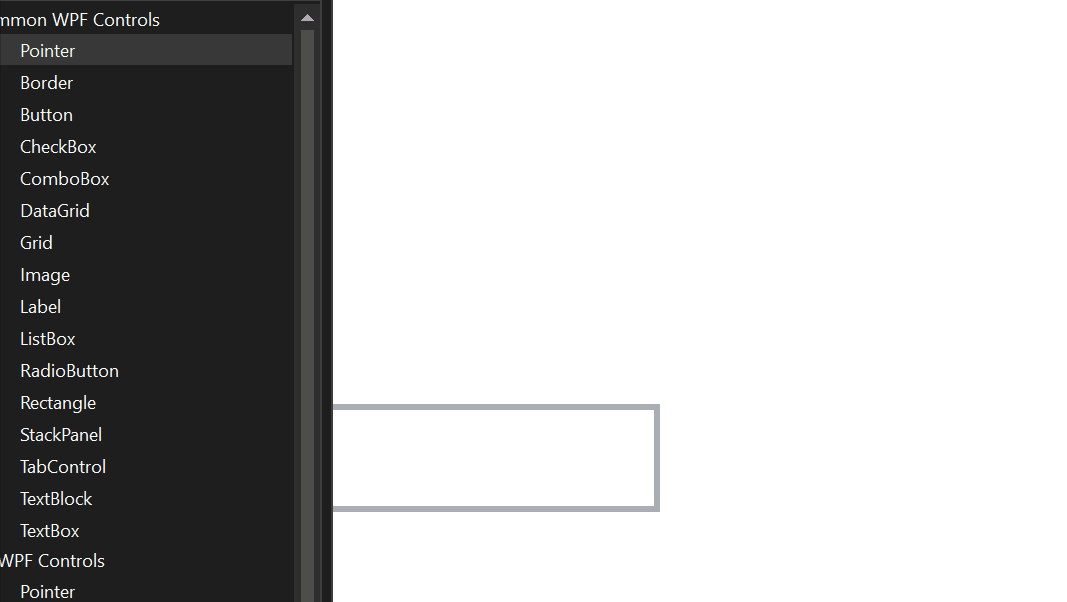 mmon WPF Controls
Pointer
Border
Button
CheckBox
ComboBox
DataGrid
Grid
Image
Label
ListBox
RadioButton
Rectangle
StackPanel
TabControl
TextBlock
TextBox
WPF Controls
Pointer